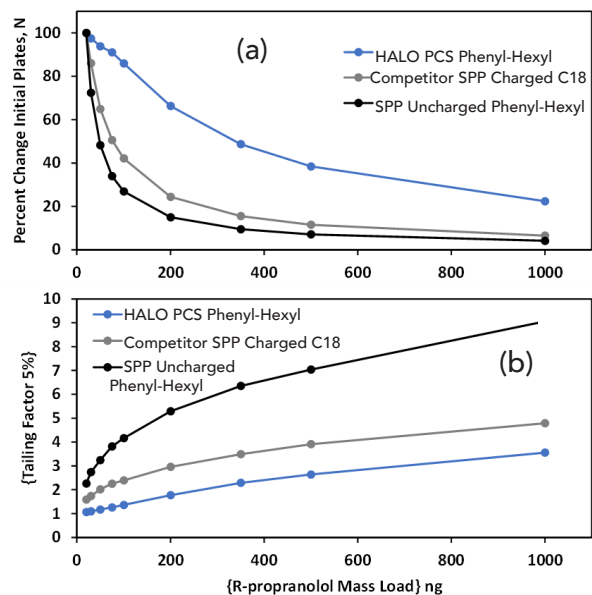 Percent Change Initial Plates, N
100
80
60
40
20
0
(a)
HALO PCS Phenyl-Hexyl
Competitor SPP Charged C18
SPP Uncharged Phenyl-Hexyl
0
200
400
600
800
1000
{Tailing Factor 5%}
10
9
8
7
6
5
4
3
2
1
0
HALO PCS Phenyl-Hexyl
Competitor SPP Charged C18
SPP Uncharged
Phenyl-Hexyl
(b)
0
200
400
600
800
1000
{R-propranolol Mass Load} ng